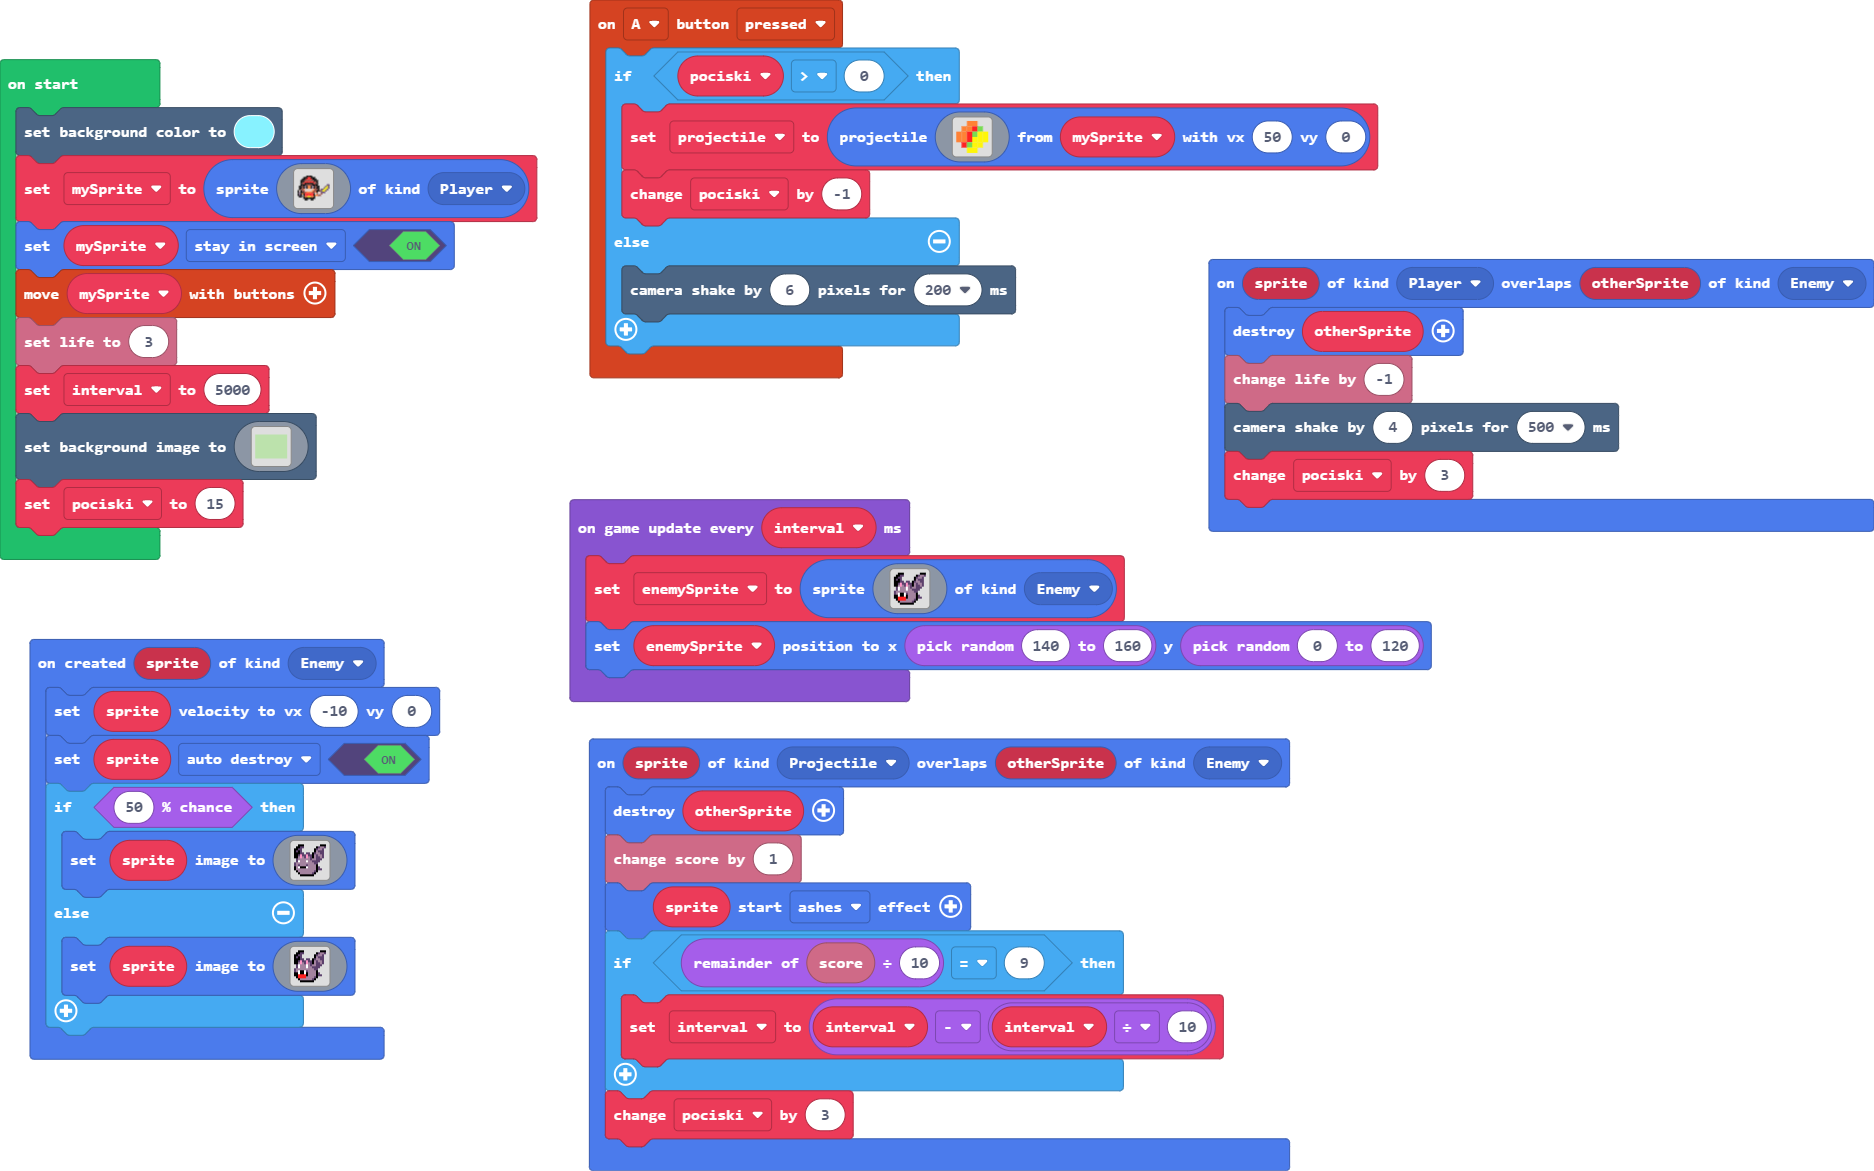 on start
set background color to
set mySprite to sprite of kind Player
set mySprite stay in screen ON
move mySprite with buttons
set life to 3
set interval to 5000
set background image to
set pociski to 15
on A button pressed
if pociski > 0 then
set projectile to projectile from mySprite with vx 50 vy 0
change pociski by -1
else
camera shake by 6 pixels for 200 ms
on sprite of kind Player overlaps otherSprite of kind Enemy
destroy otherSprite
change life by -1
camera shake by 4 pixels for 500 ms
change pociski by 3
on game update every interval ms
set enemySprite to sprite of kind Enemy
set enemySprite position to x pick random 140 to 160 y pick random 0 to 120
on created sprite of kind Enemy
set sprite velocity to vx -10 vy 0
set sprite auto destroy ON
if 50 % chance then
set sprite image to
else
set sprite image to
on sprite of kind Projectile overlaps otherSprite of kind Enemy
destroy otherSprite
change score by 1
sprite start ashes effect
if remainder of score ÷ 10 = 9 then
set interval to interval - interval ÷ 10
change pociski by 3